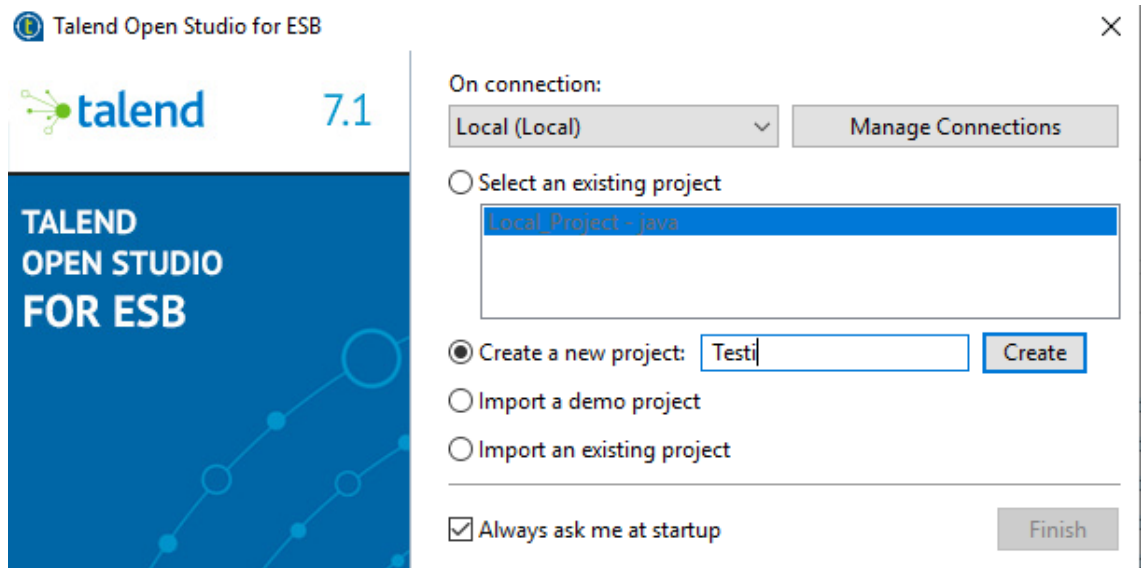 Talend Open Studio for ESB
talend 7.1
TALEND
OPEN STUDIO
FOR ESB
On connection:
Local (Local) Manage Connections
Select an existing project
Local_Project - java
Create a new project: Testi Create
Import a demo project
Import an existing project
Always ask me at startup Finish